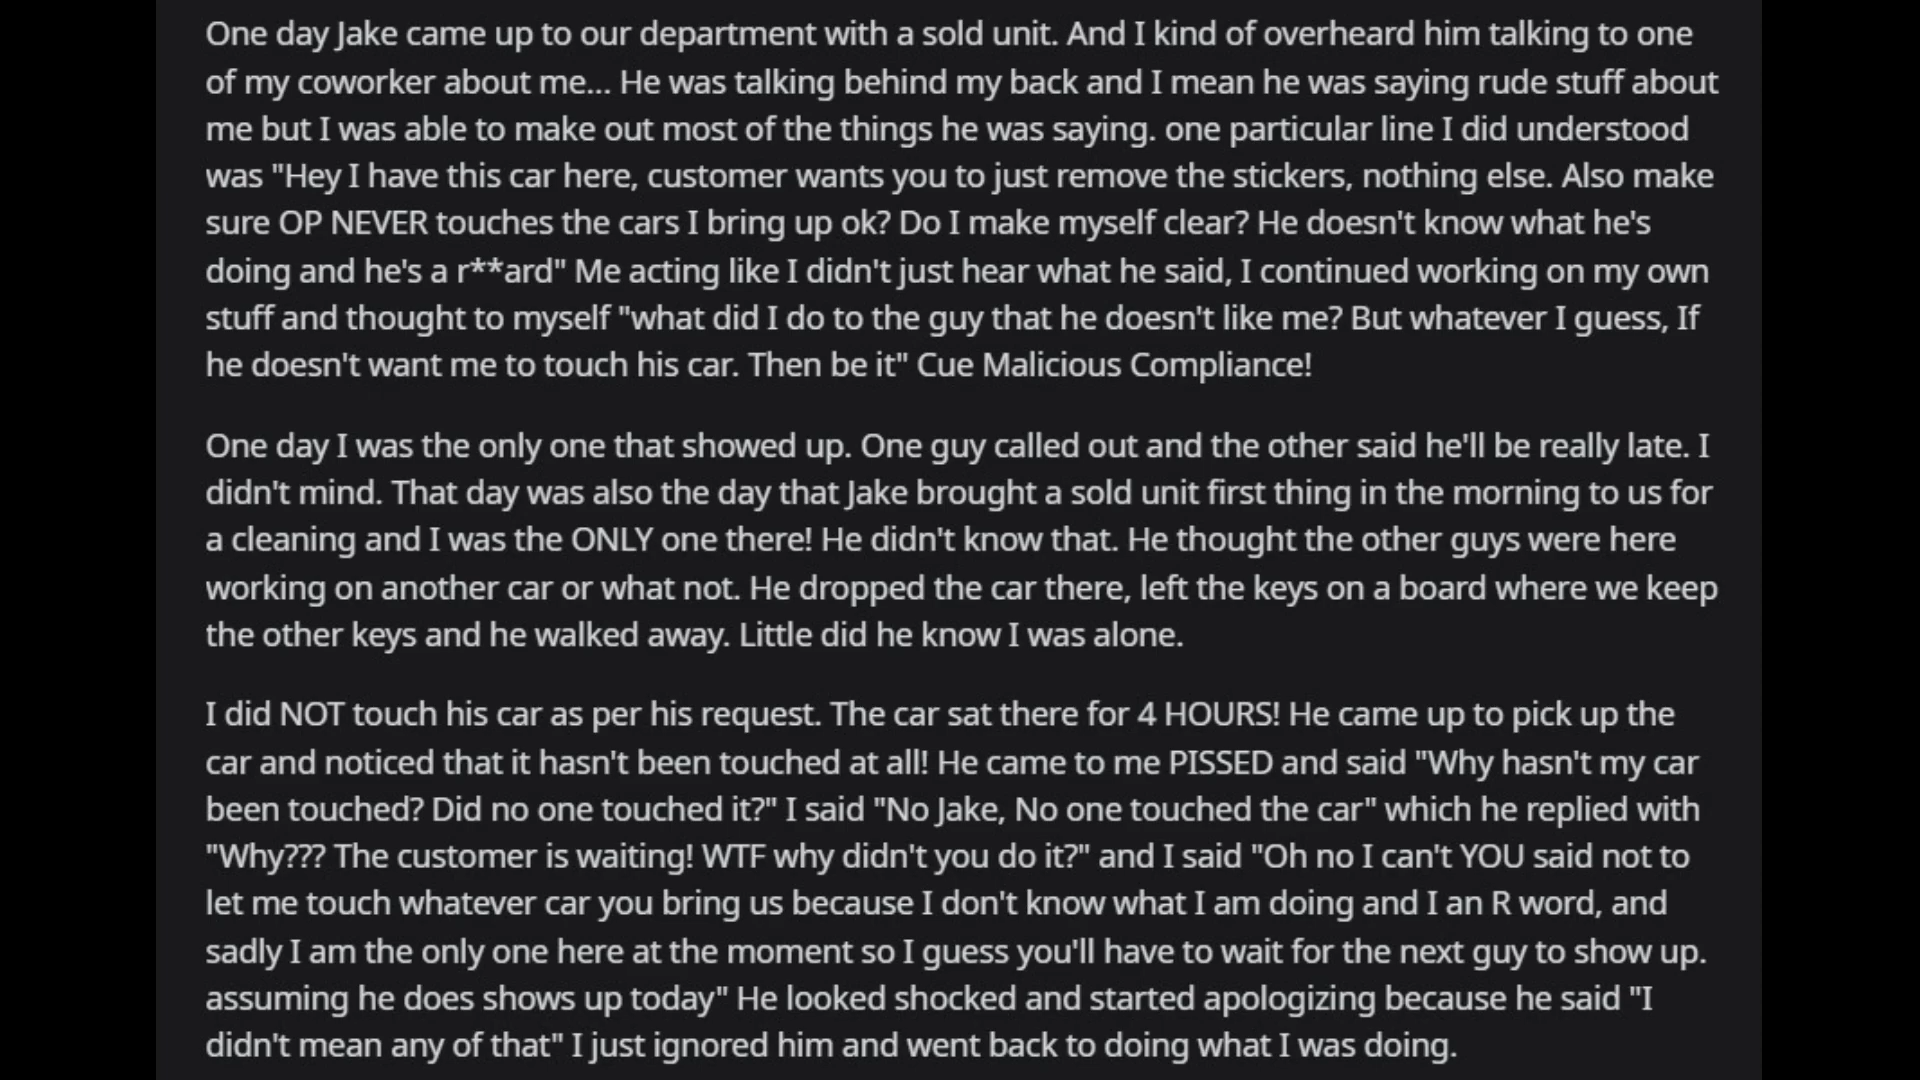 One day Jake came up to our department with a sold unit. And I kind of overheard him talking to one
of my coworker about me... He was talking behind my back and I mean he was saying rude stuff about
me but I was able to make out most of the things he was saying. one particular line I did understood
was "Hey I have this car here, customer wants you to just remove the stickers, nothing else. Also make
sure OP NEVER touches the cars I bring up ok? Do I make myself clear? He doesn't know what he's
doing and he's a r**ard" Me acting like I didn't just hear what he said, I continued working on my own
stuff and thought to myself "what did I do to the guy that he doesn't like me? But whatever I guess, If
he doesn't want me to touch his car. Then be it" Cue Malicious Compliance!
One day I was the only one that showed up. One guy called out and the other said he'll be really late. I
didn't mind. That day was also the day that Jake brought a sold unit first thing in the morning to us for
a cleaning and I was the ONLY one there! He didn't know that. He thought the other guys were here
working on another car or what not. He dropped the car there, left the keys on a board where we keep
the other keys and he walked away. Little did he know I was alone.
I did NOT touch his car as per his request. The car sat there for 4 HOURS! He came up to pick up the
car and noticed that it hasn't been touched at all! He came to me PISSED and said "Why hasn't my car
been touched? Did no one touched it?" I said "No Jake, No one touched the car" which he replied with
"Why??? The customer is waiting! WTF why didn't you do it?" and I said "Oh no I can't YOU said not to
let me touch whatever car you bring us because I don't know what I am doing and I an R word, and
sadly I am the only one here at the moment so I guess you'll have to wait for the next guy to show up.
assuming he does shows up today" He looked shocked and started apologizing because he said "I
didn't mean any of that" I just ignored him and went back to doing what I was doing.